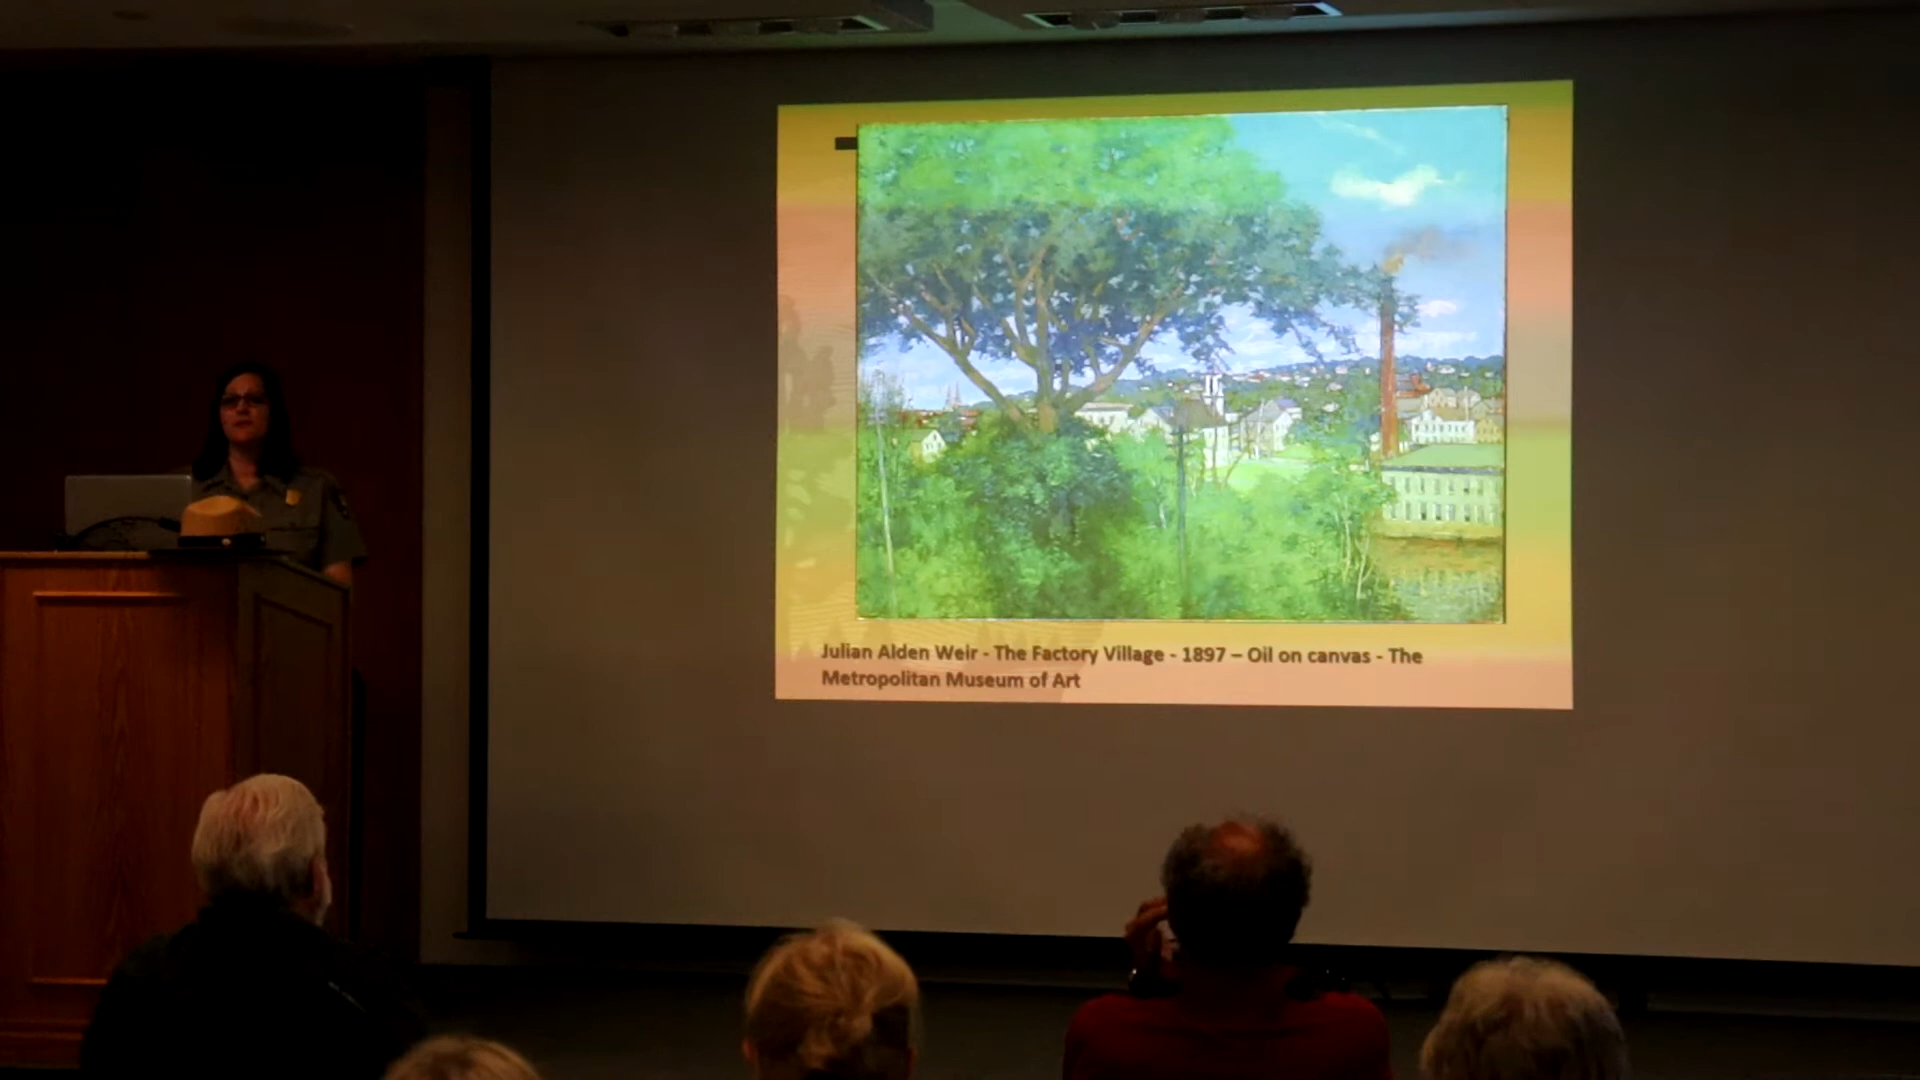 Julian Alden Weir - The Factory Village - 1897 – Oil on canvas - The
Metropolitan Museum of Art